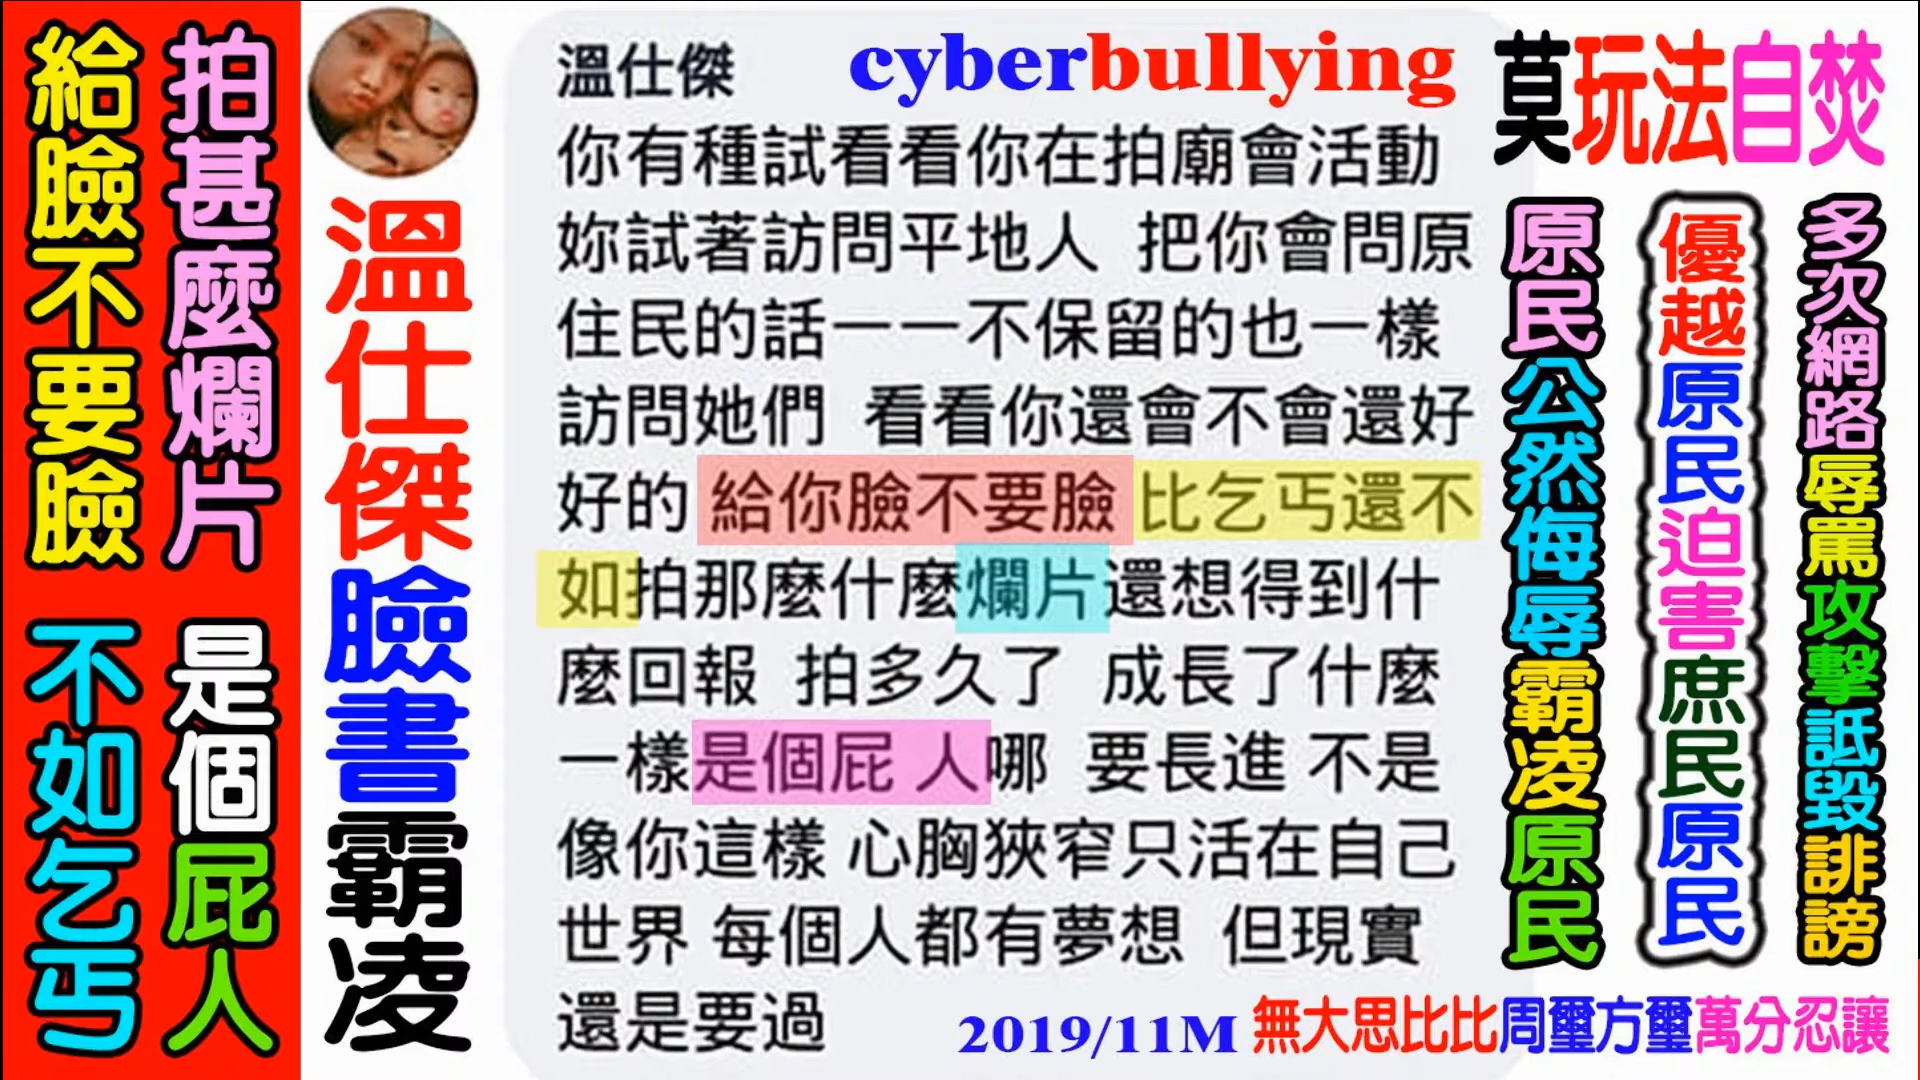 給臉不要臉 不如乞丐
拍甚麼爛片 是個屁人
溫仕傑臉書霸凌
溫仕傑
cyberbullying
你有種試看看你在拍廟會活動
妳試著訪問平地人 把你會問原
住民的話一一不保留的也一樣
訪問她們 看看你還會不會還好
好的 給你臉不要臉 比乞丐還不
如拍那麼什麼爛片還想得到什
麼回報 拍多久了 成長了什麼
一樣是個屁 人哪 要長進 不是
像你這樣 心胸狹窄只活在自己
世界 每個人都有夢想 但現實
還是要過
莫玩法自焚
原民公然侮辱霸凌原民
優越原民迫害庶民原民
多次網路辱罵攻擊詆毀誹謗
2019/11M 無大思比比周璽方璽萬分忍讓